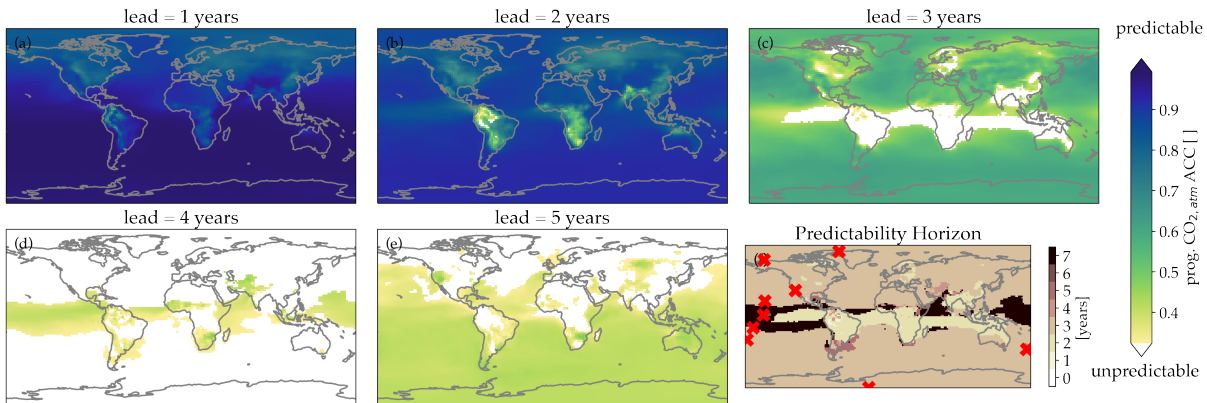 lead = 1 years
lead = 2 years
lead = 3 years
(a)
(b)
(c)
predictable
0.9
0.8
0.7
0.6
0.5
0.4
prog. CO2,atm ACC [ ]
unpredictable
lead = 4 years
lead = 5 years
Predictability Horizon
(d)
(e)
7
6
5
4
3
2
1
0
[years]